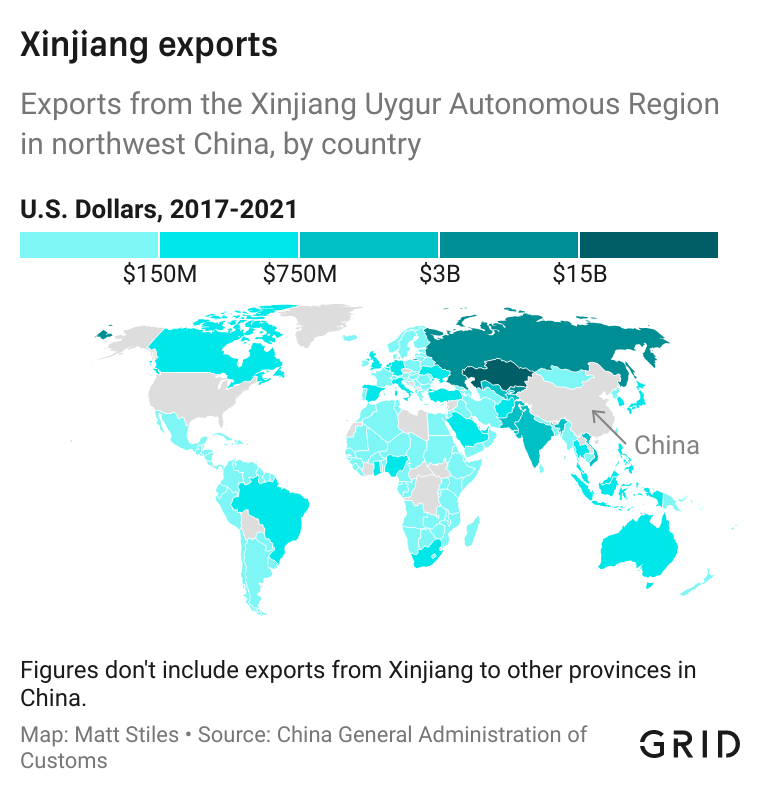 Xinjiang exports
Exports from the Xinjiang Uygur Autonomous Region
in northwest China, by country
U.S. Dollars, 2017-2021
$150M $750M $3B $15B
China
Figures don't include exports from Xinjiang to other provinces in
China.
Map: Matt Stiles • Source: China General Administration of
Customs
GRID